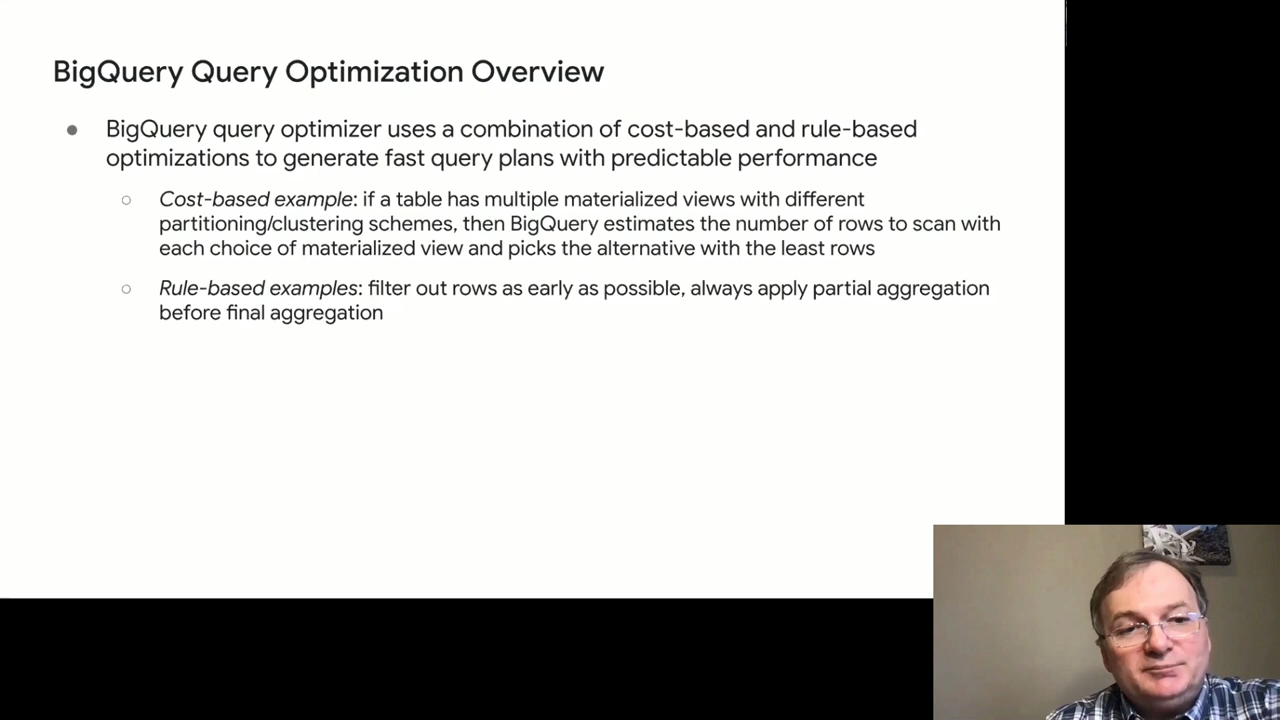 BigQuery Query Optimization Overview
● BigQuery query optimizer uses a combination of cost-based and rule-based
optimizations to generate fast query plans with predictable performance
○ Cost-based example: if a table has multiple materialized views with different
partitioning/clustering schemes, then BigQuery estimates the number of rows to scan with
each choice of materialized view and picks the alternative with the least rows
○ Rule-based examples: filter out rows as early as possible, always apply partial aggregation
before final aggregation